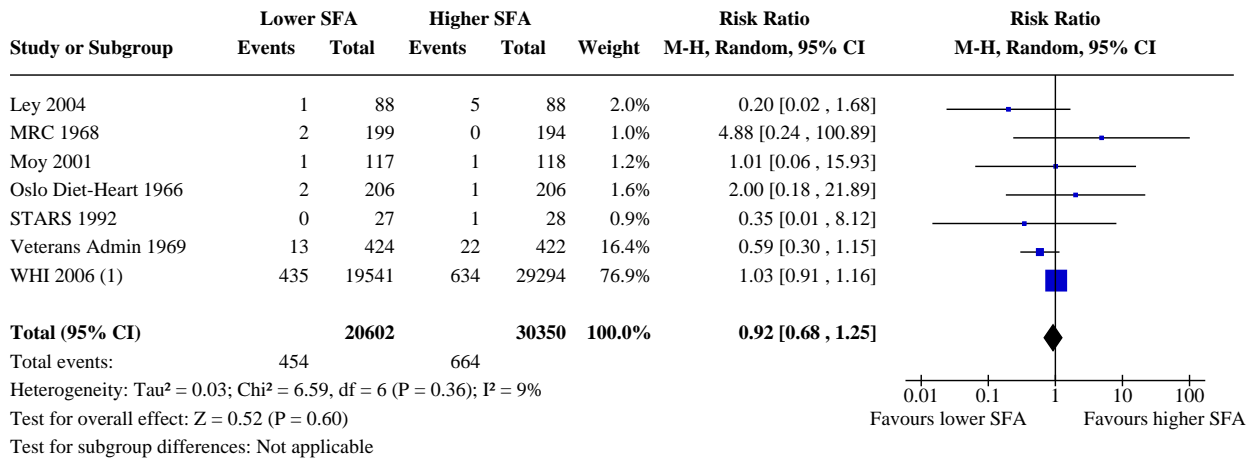 Lower SFA Higher SFA Risk Ratio Risk Ratio
Study or Subgroup Events Total Events Total Weight M-H, Random, 95% CI M-H, Random, 95% CI
Ley 2004 1 88 5 88 2.0% 0.20 [0.02 , 1.68]
MRC 1968 2 199 0 194 1.0% 4.88 [0.24 , 100.89]
Moy 2001 1 117 1 118 1.2% 1.01 [0.06 , 15.93]
Oslo Diet-Heart 1966 2 206 1 206 1.6% 2.00 [0.18 , 21.89]
STARS 1992 0 27 1 28 0.9% 0.35 [0.01 , 8.12]
Veterans Admin 1969 13 424 22 422 16.4% 0.59 [0.30 , 1.15]
WHI 2006 (1) 435 19541 634 29294 76.9% 1.03 [0.91 , 1.16]
Total (95% CI) 20602 30350 100.0% 0.92 [0.68 , 1.25]
Total events: 454 664
Heterogeneity: Tau² = 0.03; Chi² = 6.59, df = 6 (P = 0.36); I² = 9%
0.01 0.1 1 10 100
Test for overall effect: Z = 0.52 (P = 0.60)
Favours lower SFA Favours higher SFA
Test for subgroup differences: Not applicable